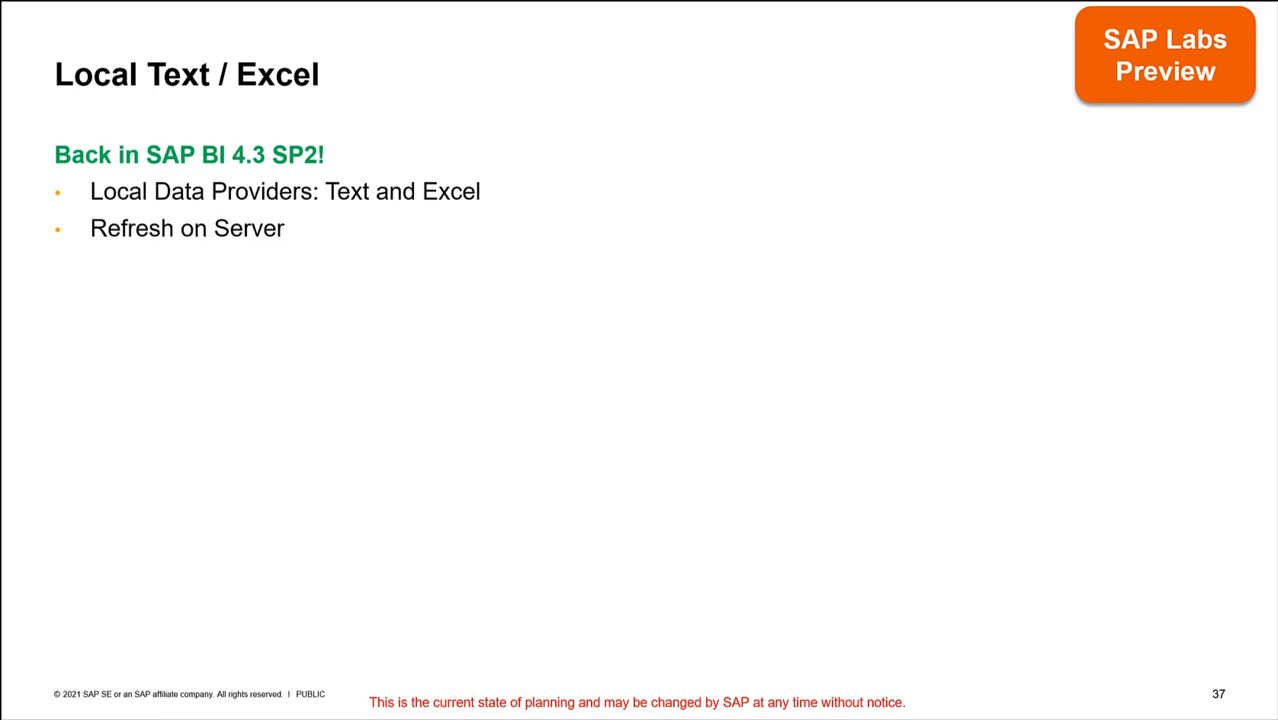 SAP Labs
Preview
Local Text / Excel
Back in SAP BI 4.3 SP2!
• Local Data Providers: Text and Excel
• Refresh on Server
© 2021 SAP SE or an SAP affiliate company. All rights reserved. I PUBLIC
This is the current state of planning and may be changed by SAP at any time without notice.
37